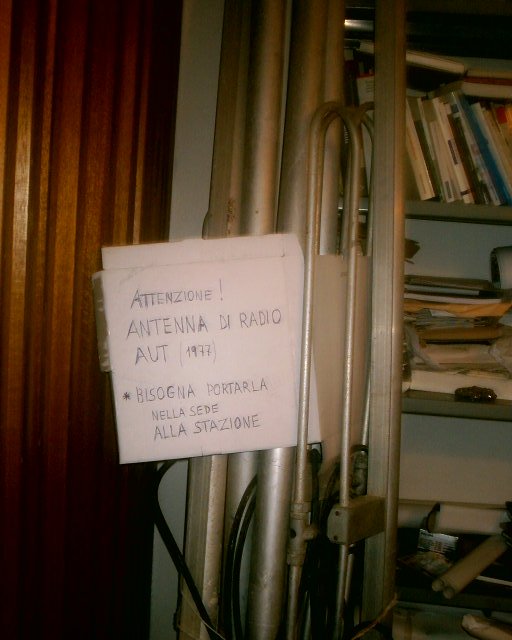 ATTENZIONE!
ANTENNA DI RADIO
AUT (1977)
* BISOGNA PORTARLA
NELLA SEDE
ALLA STAZIONE